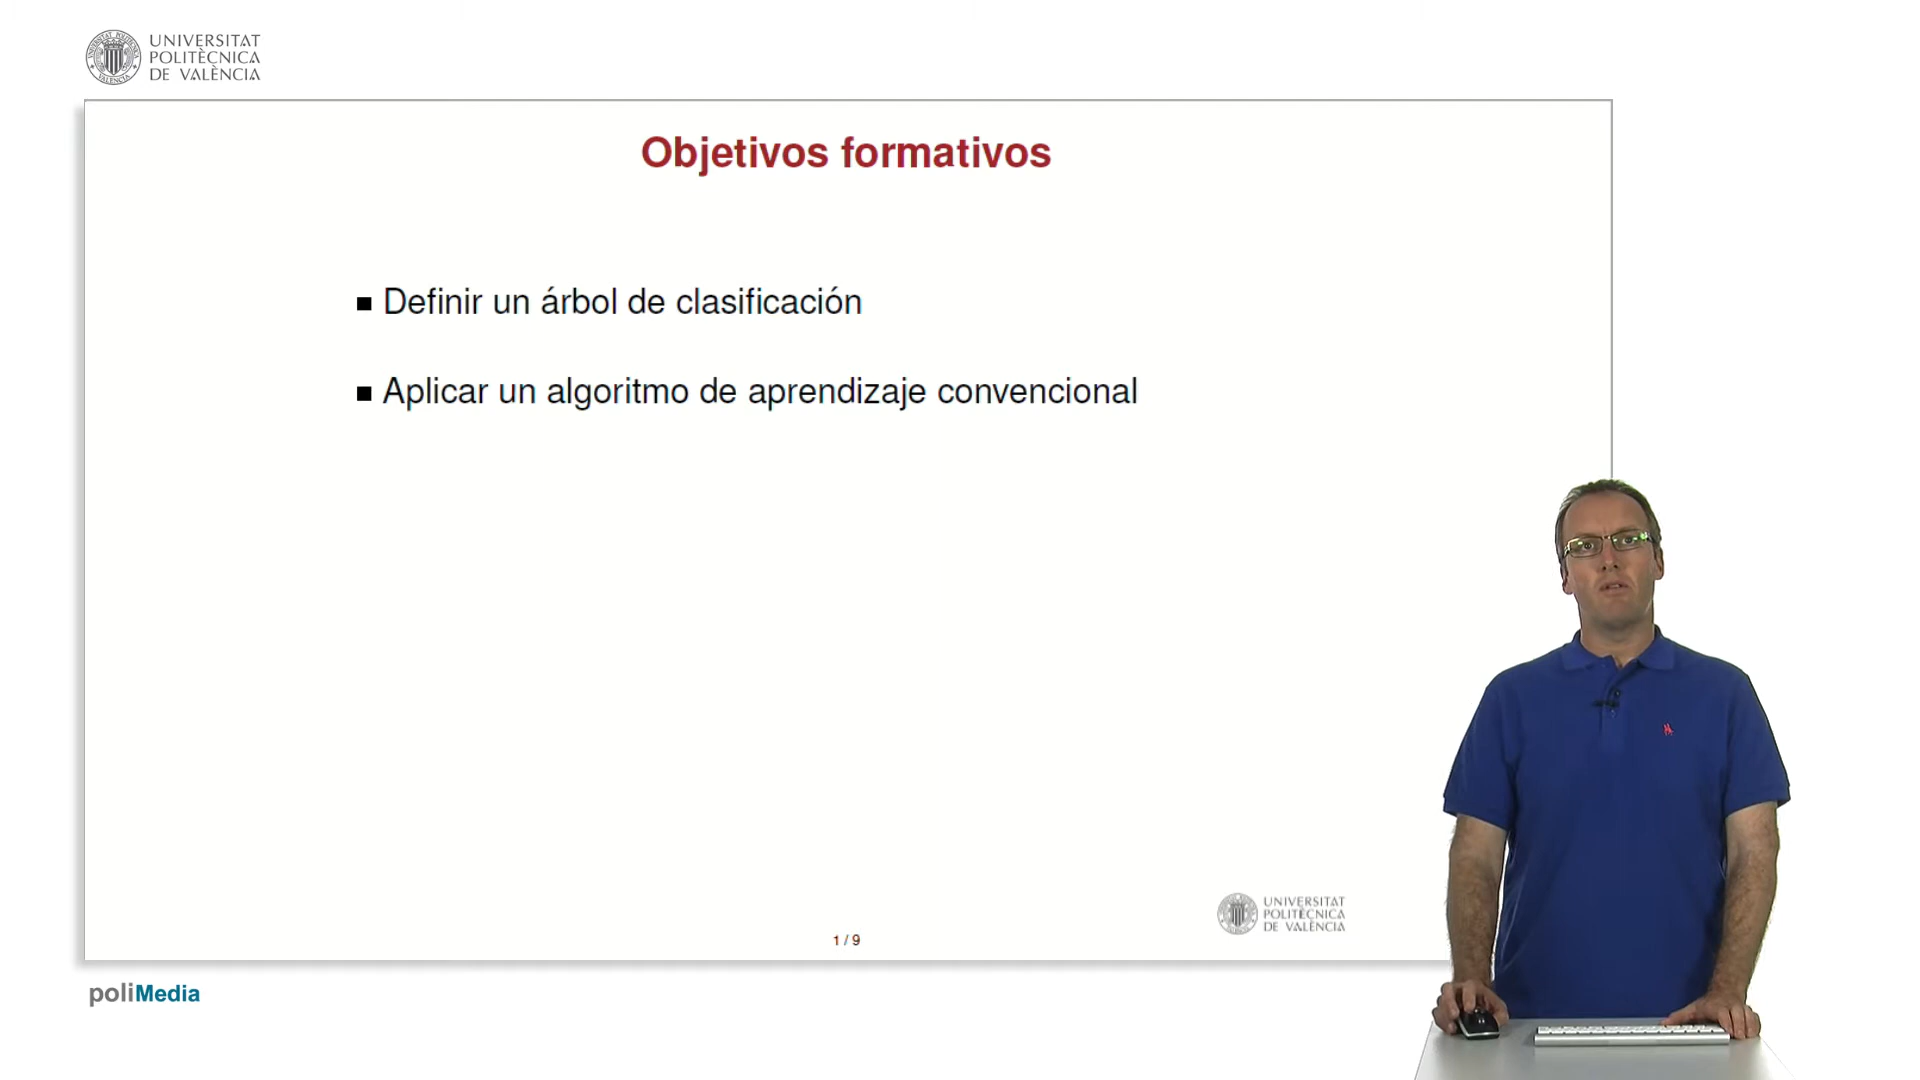 UNIVERSITAT
POLITÈCNICA
DE VALÈNCIA
Objetivos formativos
Definir un árbol de clasificación
Aplicar un algoritmo de aprendizaje convencional
UNIVERSITAT
POLITÈCNICA
DE VALÈNCIA
1 / 9
poliMedia